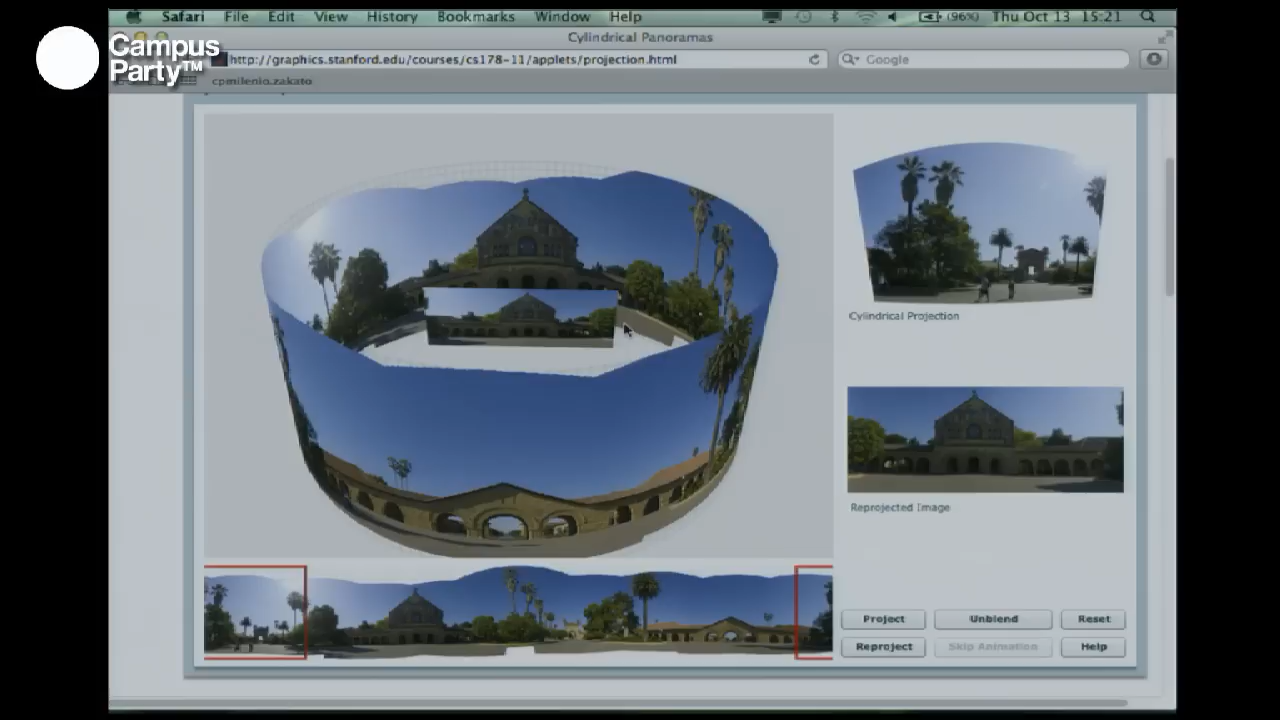 Safari File Edit View History Bookmarks Window Help (96%) Thu Oct 13 15:21
Cylindrical Panoramas
Campus
Party™
http://graphics.stanford.edu/courses/cs178-11/applets/projection.html
Google
cpmilenio.zakato
Cylindrical Projection
Reprojected Image
Project Unblend Reset
Reproject Skip Animation Help